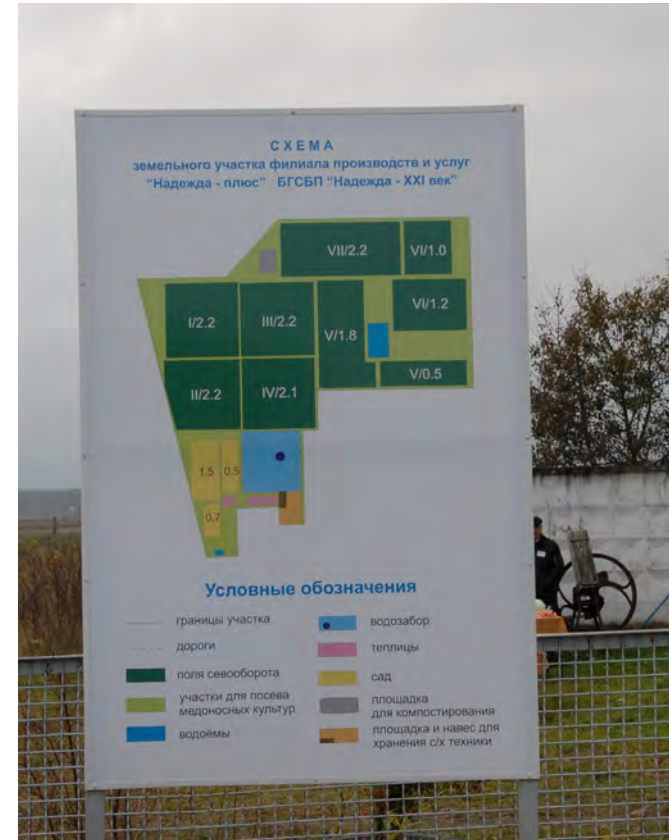 СХЕМА
земельного участка филиала производств и услуг
"Надежда - плюс" БГСБП "Надежда - XXI век"
VII/2.2
VI/1.0
I/2.2
III/2.2
V/1.8
VI/1.2
II/2.2
IV/2.1
V/0.5
1,5
0,5
0,7
Условные обозначения
границы участка
дороги
поля севооборота
участки для посева
медоносных культур
водоёмы
водозабор
теплицы
сад
площадка
для компостирования
площадка и навес для
хранения с/х техники